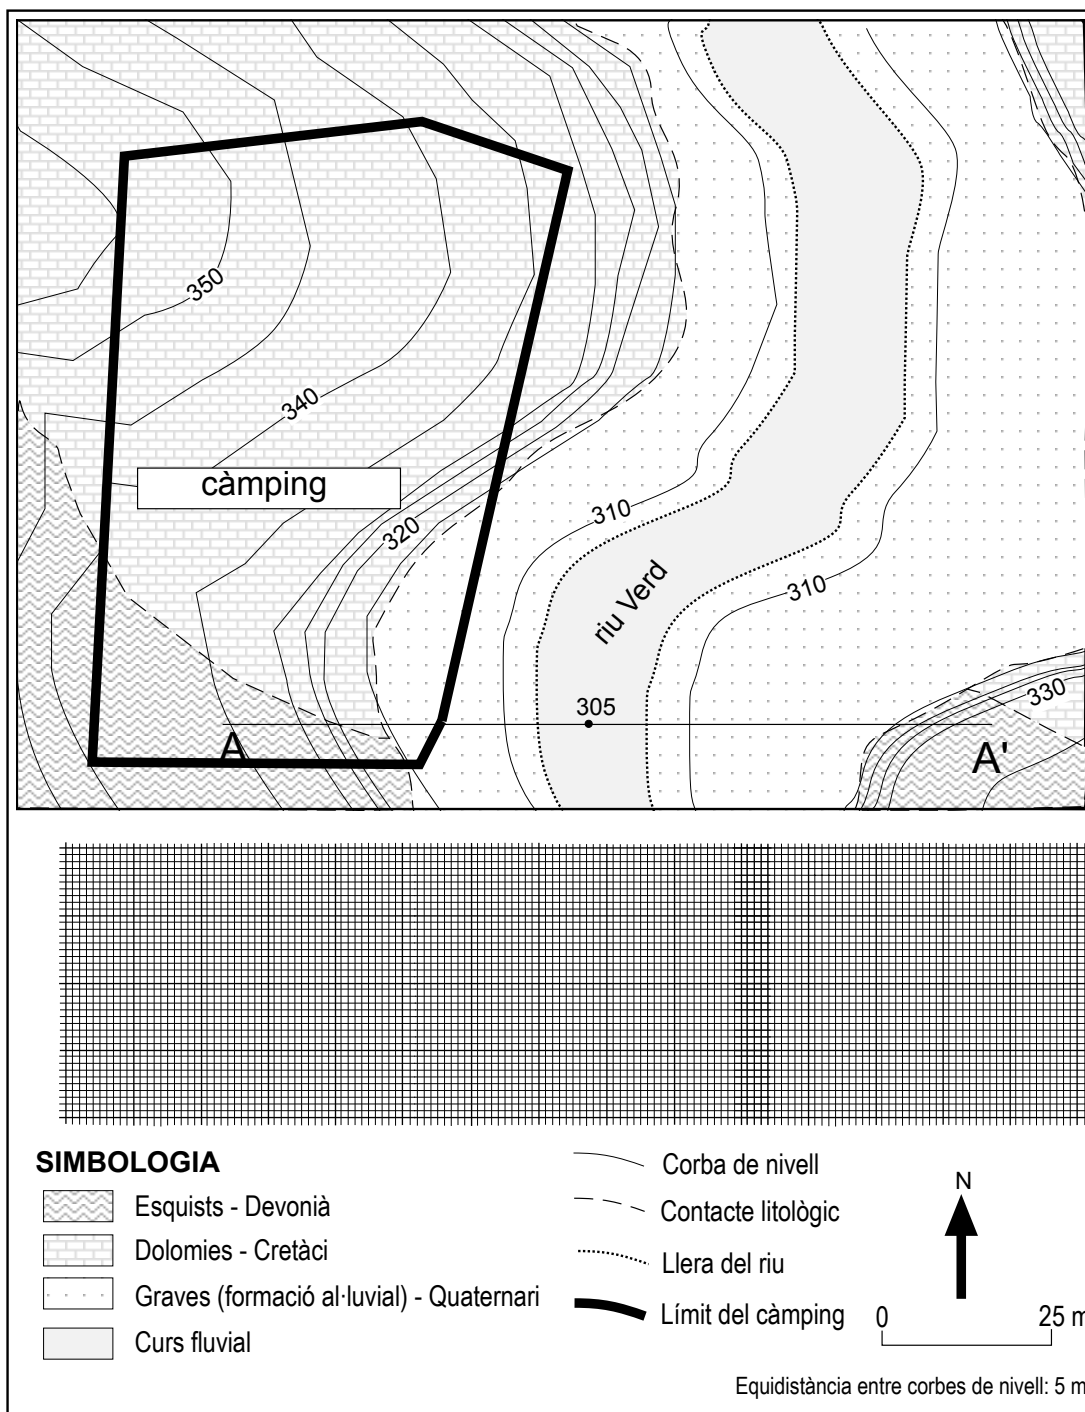 350
340
càmping
320
310
310
riu Verd
305
330
A
A'
SIMBOLOGIA
Esquists - Devonià
Dolomies - Cretàci
Graves (formació al·luvial) - Quaternari
Curs fluvial
Corba de nivell
Contacte litològic
Llera del riu
Límit del càmping
N
0 25 m
Equidistància entre corbes de nivell: 5 m